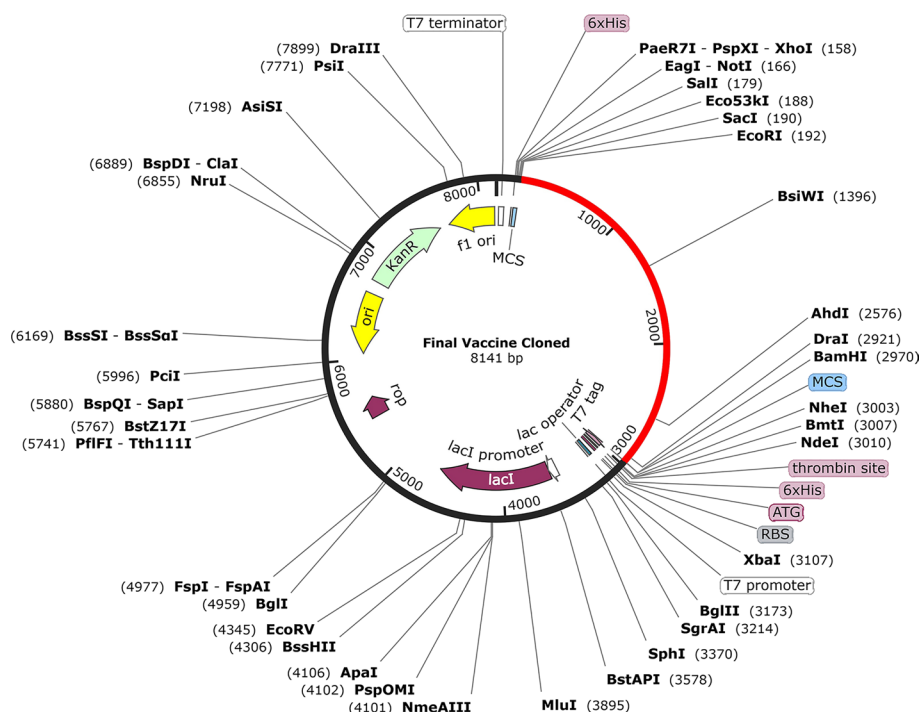 T7 terminator
6xHis
(7899) DraIII
(7771) PsiI
(7198) AsiSI
(6889) BspDI - ClaI
(6855) NruI
(6169) BssSI - BssSαI
(5996) PciI
(5880) BspQI - SapI
(5767) BstZ17I
(5741) PflFI - Tth111I
(4977) FspI - FspAI
(4959) BglI
(4345) EcoRV
(4306) BssHII
(4106) ApaI
(4102) PspOMI
(4101) NmeAIII
PaeR7I - PspXI - XhoI (158)
EagI - NotI (166)
SalI (179)
Eco53kI (188)
SacI (190)
EcoRI (192)
BsiWI (1396)
AhdI (2576)
DraI (2921)
BamHI (2970)
MCS
NheI (3003)
BmtI (3007)
NdeI (3010)
thrombin site
6xHis
ATG
RBS
XbaI (3107)
T7 promoter
BglII (3173)
SgrAI (3214)
SphI (3370)
BstAPI (3578)
MluI (3895)
8000
1000
2000
3000
4000
5000
6000
7000
f1 ori
MCS
KanR
ori
rop
Final Vaccine Cloned
8141 bp
lac operator
T7 tag
lacI promoter
lacI